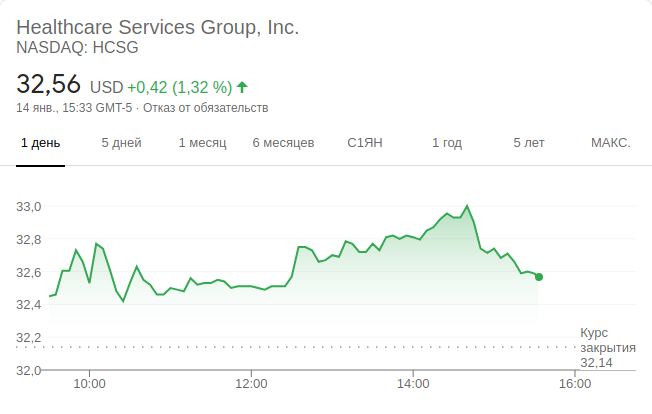 Healthcare Services Group, Inc.
NASDAQ: HCSG
32,56 USD +0,42 (1,32 %)
14 янв., 15:33 GMT-5 · Отказ от обязательств
1 день 5 дней 1 месяц 6 месяцев С1ЯН 1 год 5 лет МАКС.
33,0
32,8
32,6
32,4
32,2
32,0
Курс
закрытия
32,14
10:00 12:00 14:00 16:00